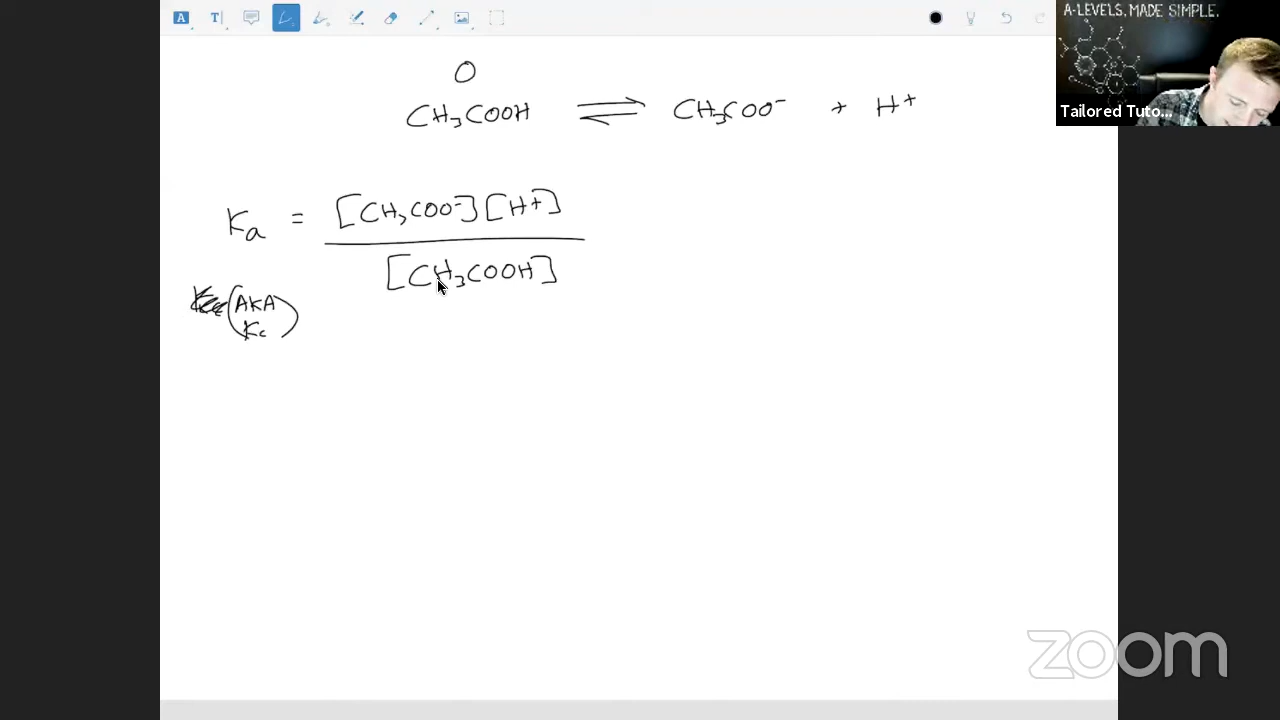 A-LEVELS, MADE SIMPLE.
Tailored Tuto...
A T
O
CH₃COOH ⇌ CH₃COO⁻ + H⁺
Ka = [CH₃COO⁻][H⁺]
[CH₃COOH]
(AKA
Kc)
zoom